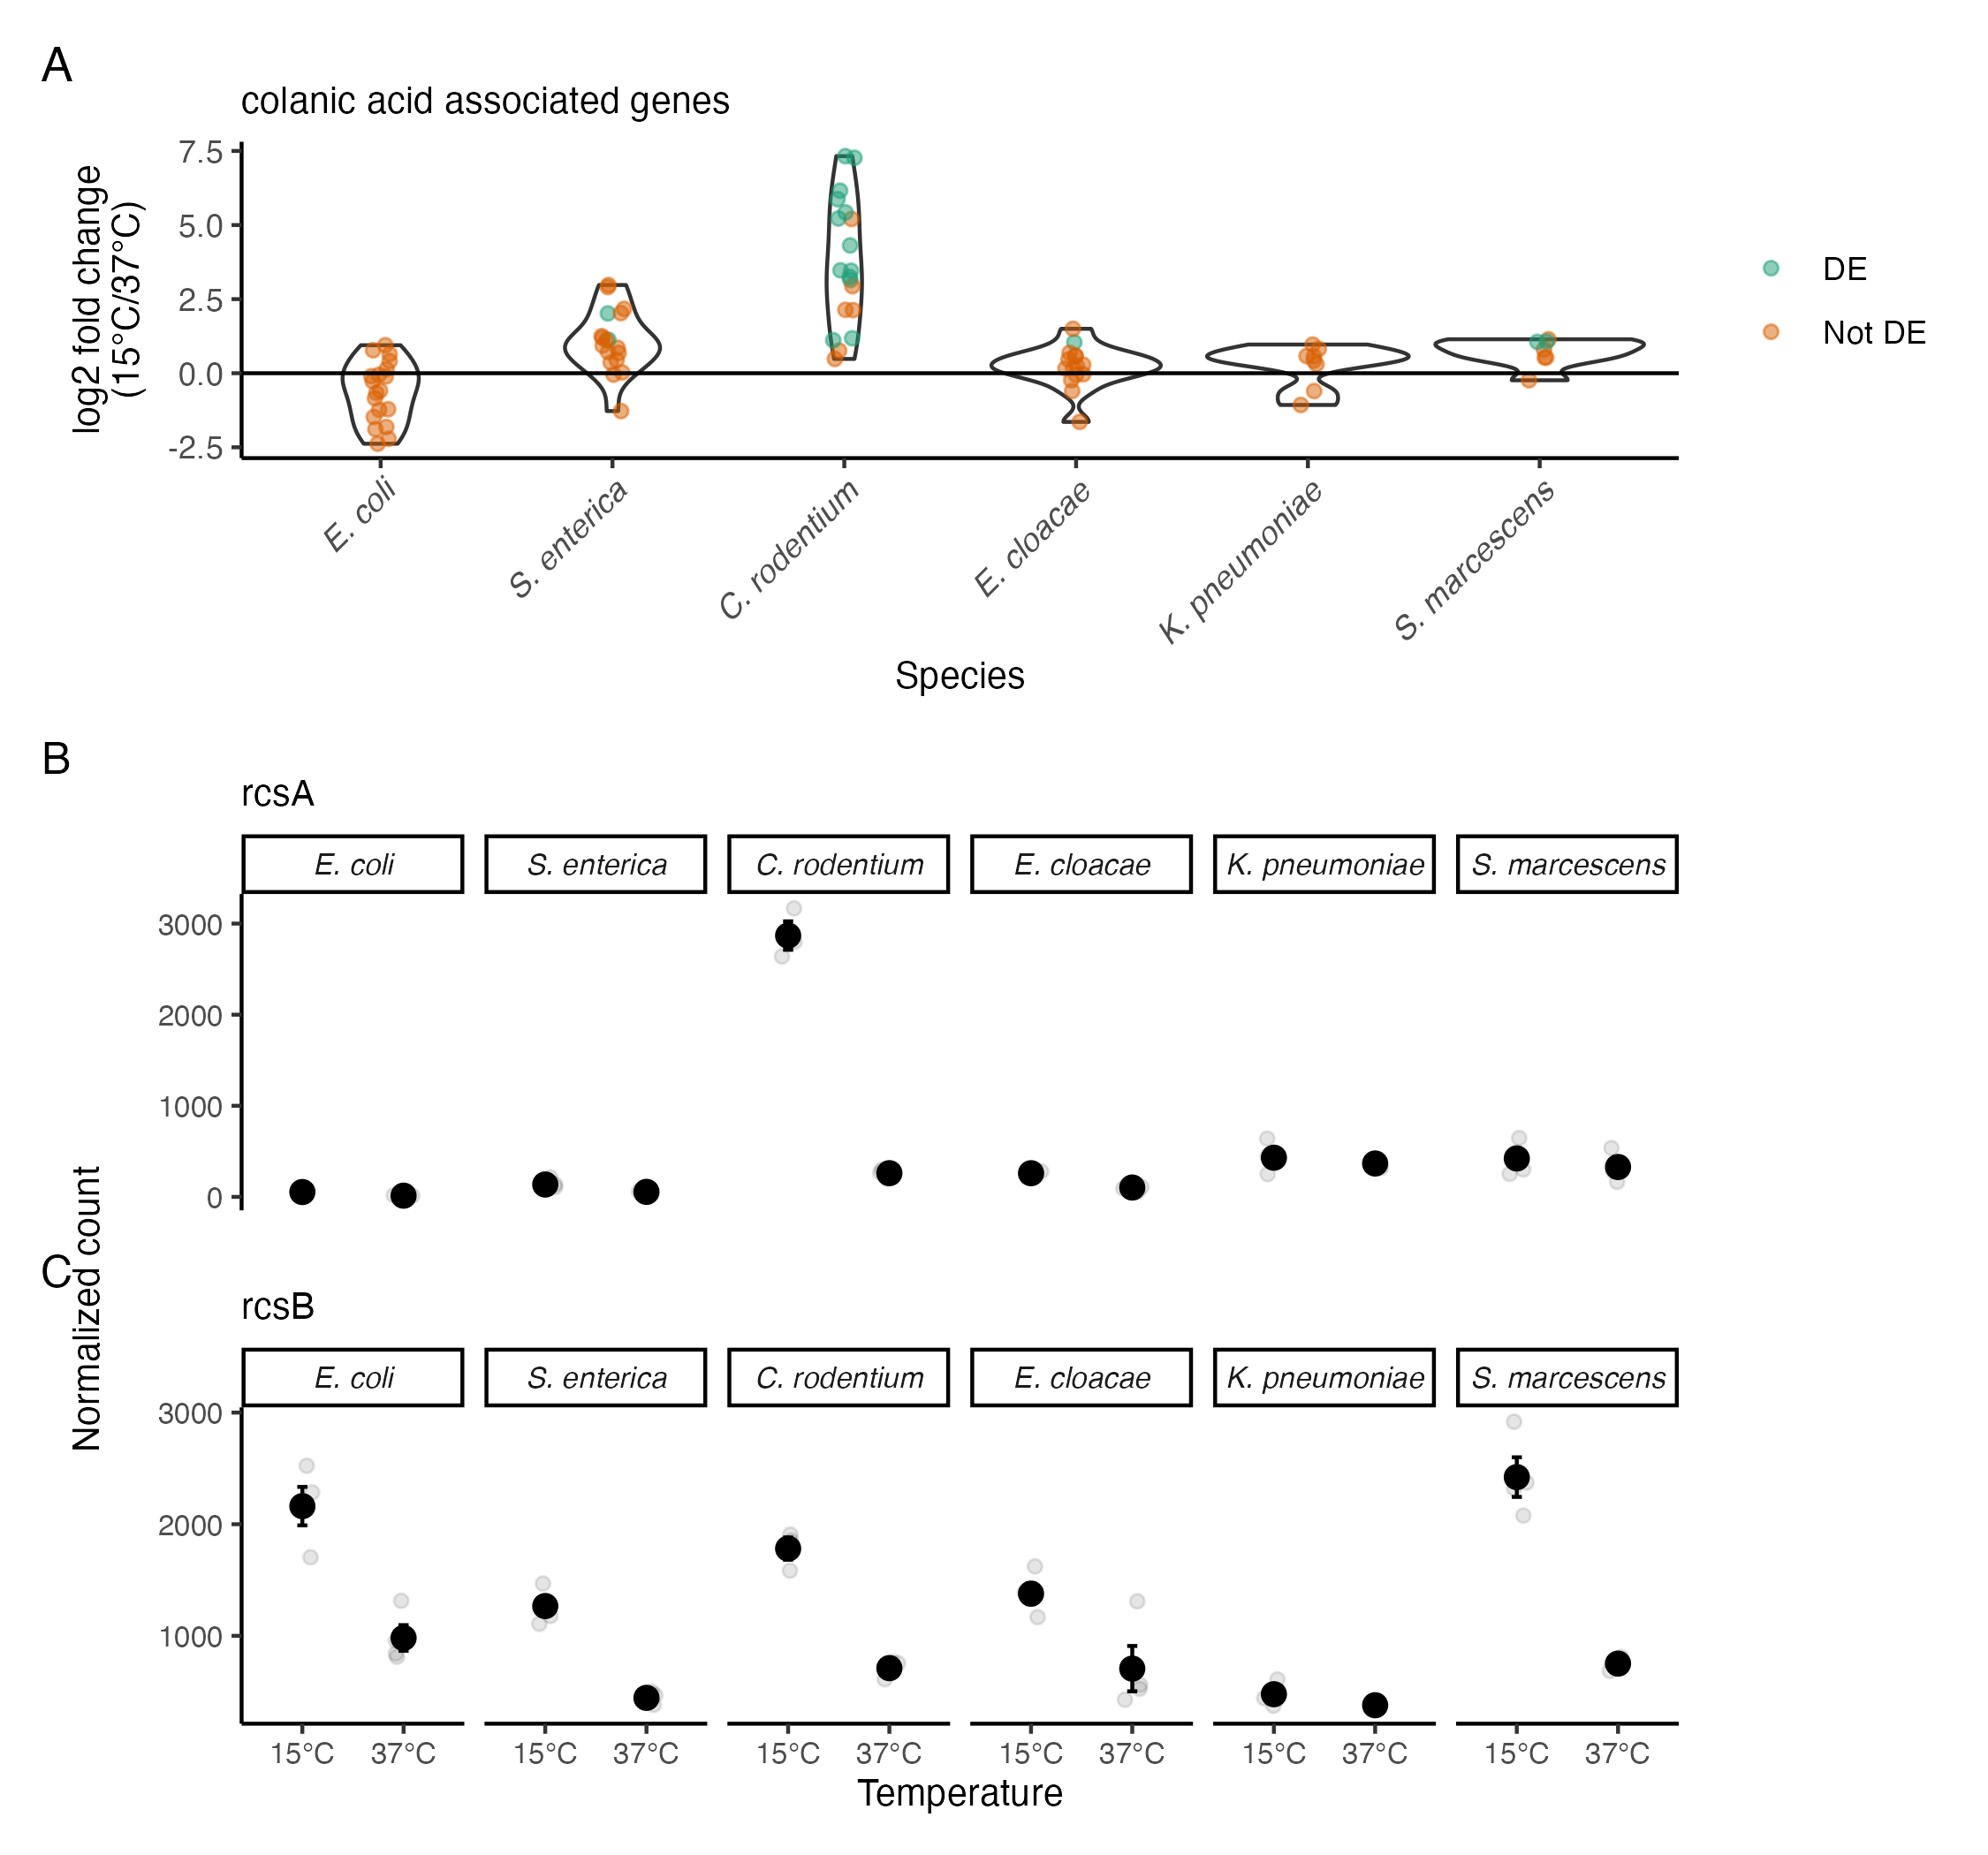 A
colanic acid associated genes
log2 fold change
(15°C/37°C)
7.5
5.0
2.5
0.0
-2.5
DE
Not DE
E. coli
S. enterica
C. rodentium
E. cloacae
K. pneumoniae
S. marcescens
Species
B
rcsA
E. coli
S. enterica
C. rodentium
E. cloacae
K. pneumoniae
S. marcescens
3000
2000
1000
0
Normalized count
C
rcsB
E. coli
S. enterica
C. rodentium
E. cloacae
K. pneumoniae
S. marcescens
3000
2000
1000
15°C 37°C 15°C 37°C 15°C 37°C 15°C 37°C 15°C 37°C 15°C 37°C
Temperature